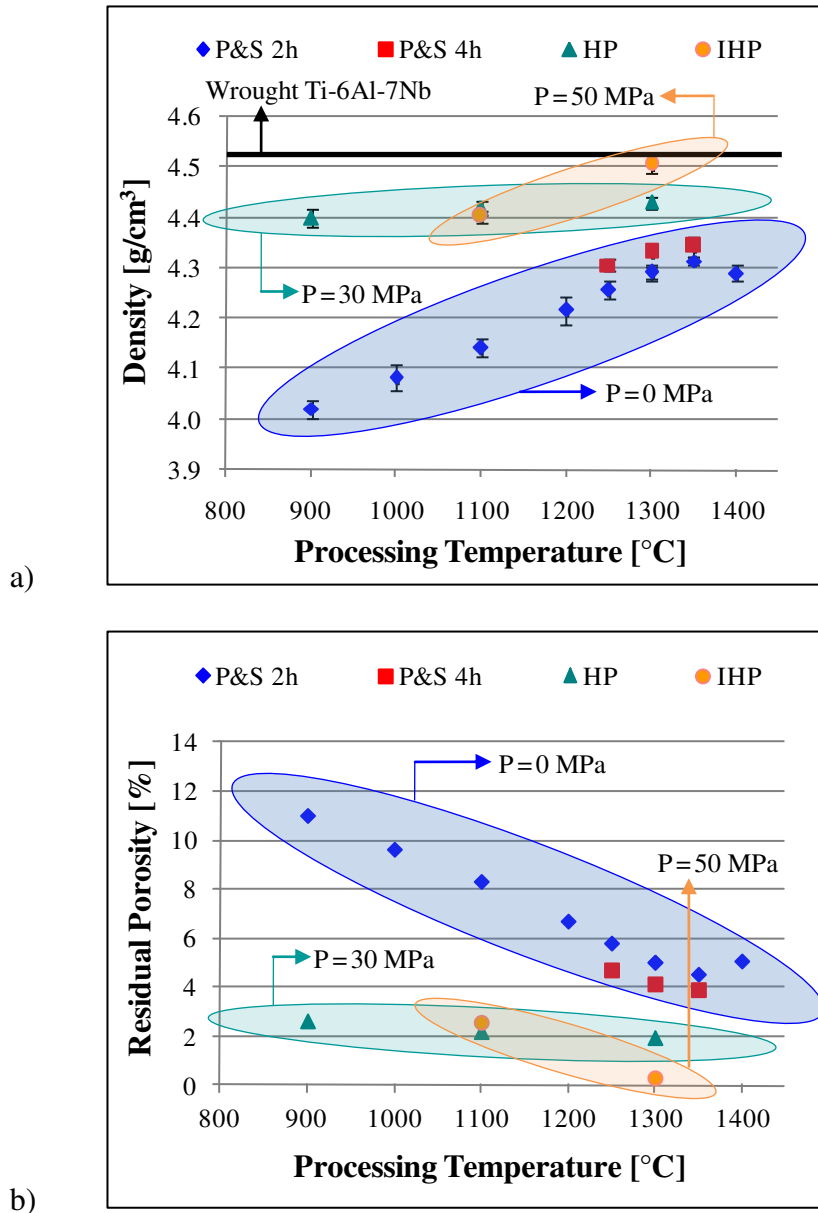 P&S 2h P&S 4h HP IHP
Wrought Ti-6Al-7Nb
P=50 MPa
4.6
4.5
4.4
4.3
4.2
4.1
4.0
3.9
P=30 MPa
P=0 MPa
Density [g/cm³]
800 900 1000 1100 1200 1300 1400
Processing Temperature [°C]
a)
P&S 2h P&S 4h HP IHP
14
12
10
8
6
4
2
0
P=0 MPa
P=50 MPa
P=30 MPa
Residual Porosity [%]
800 900 1000 1100 1200 1300 1400
Processing Temperature [°C]
b)